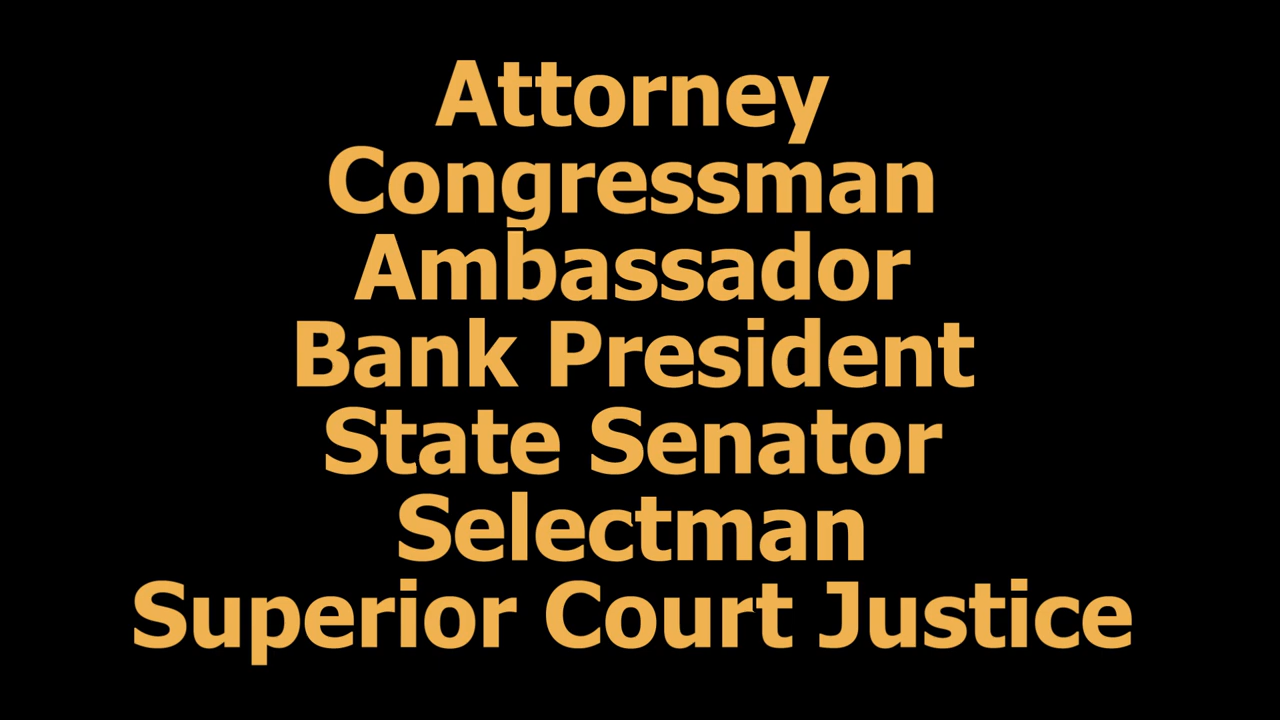 Attorney
Congressman
Ambassador
Bank President
State Senator
Selectman
Superior Court Justice